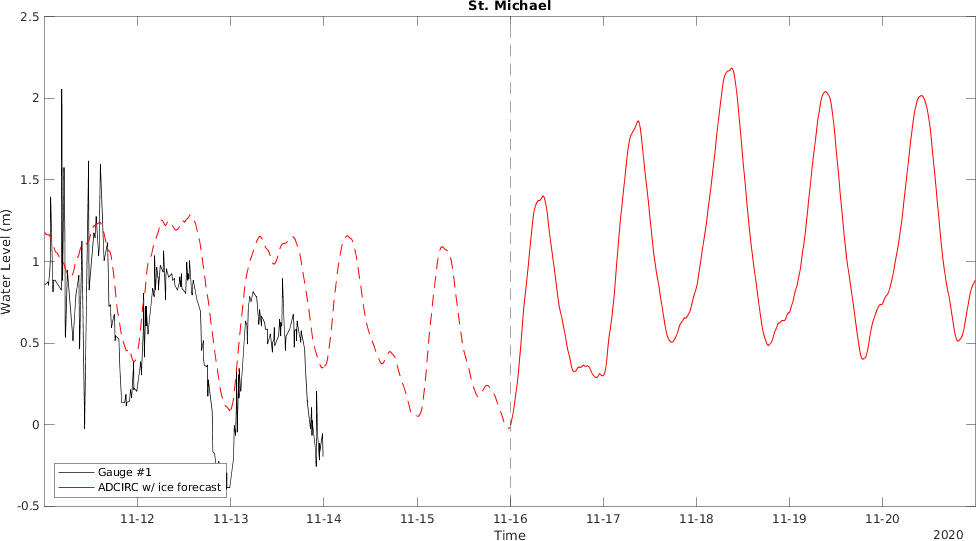 St. Michael
2.5
2
1.5
1
0.5
0
-0.5
Water Level (m)
Gauge #1
ADCIRC w/ ice forecast
11-12 11-13 11-14 11-15 11-16 11-17 11-18 11-19 11-20
Time
2020